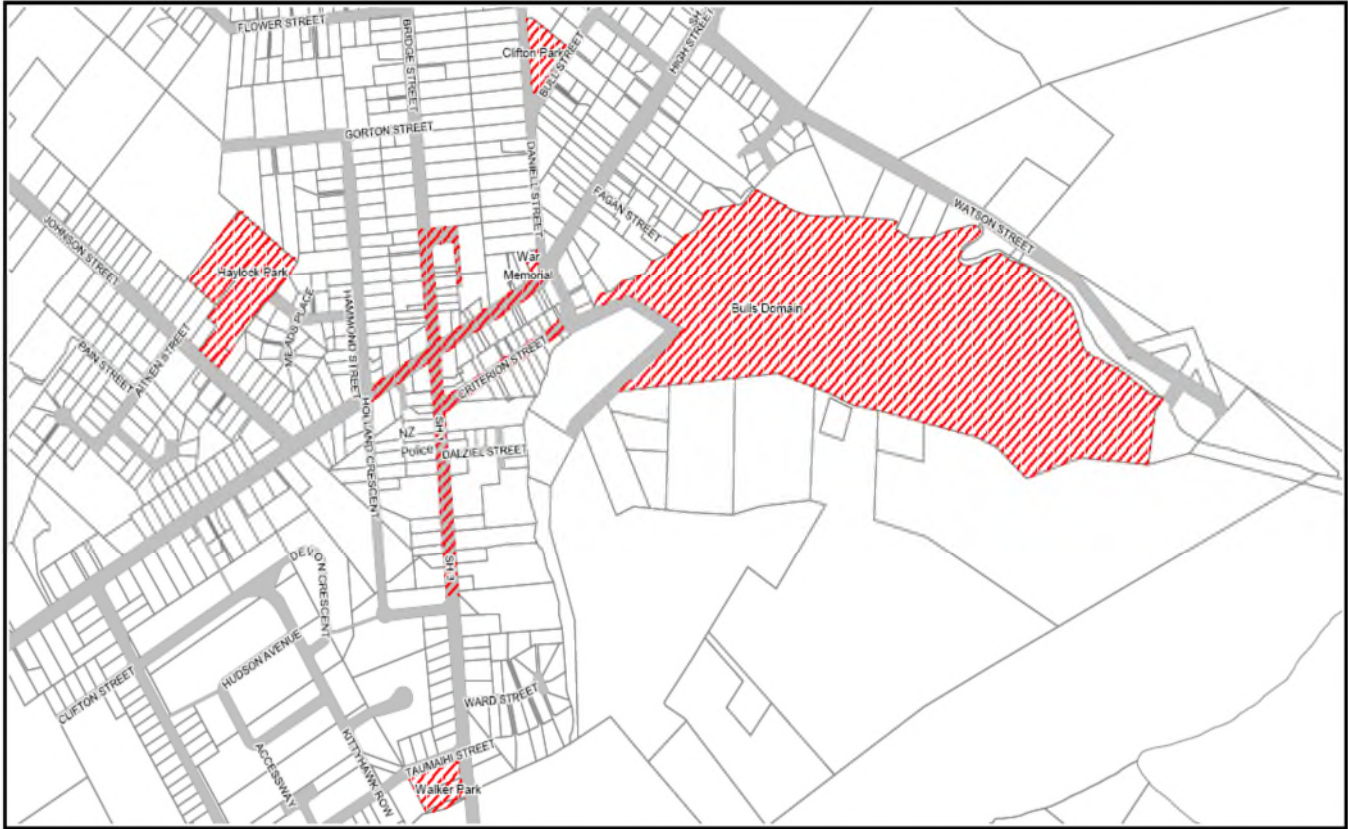 FLOWER STREET
BRIDGE STREET
Clifton Park
BULL STREET
HIGH STREET
SH
GORTON STREET
DANIELL STREET
FAGAN STREET
WATSON STREET
JOHNSON STREET
Haylock Park
War
Memorial
Bulls Domain
MEADS PLACE
HAMMOND STREET
PAIN STREET
AITKEN STREET
CRITERION STREET
HOLLAND CRESCENT
NZ
Police
DALZIEL STREET
SH 1
DEVON CRESCENT
HUDSON AVENUE
CLIFTON STREET
WARD STREET
ACCESSWAY
KITTYHAWK ROW
TAUMAIHI STREET
Walker Park